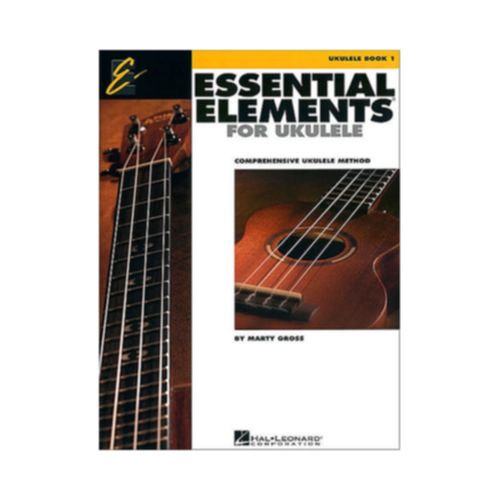 UKULELE BOOK 1
E
ESSENTIAL
ELEMENTS
FOR UKULELE
COMPREHENSIVE UKULELE METHOD
BY MARTY GROSS
HAL•LEONARD®
CORPORATION